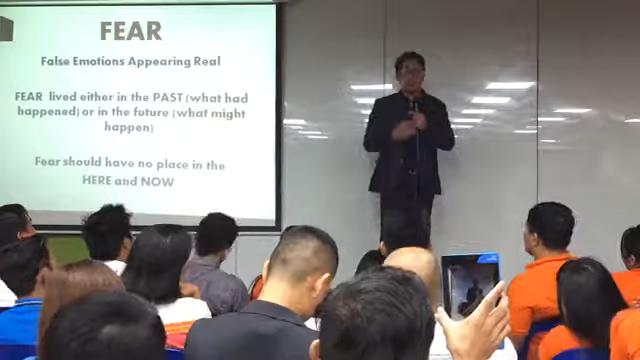 FEAR
False Emotions Appearing Real
FEAR lived either in the PAST (what had
happened) or in the future (what might
happen)
Fear should have no place in the
HERE and NOW